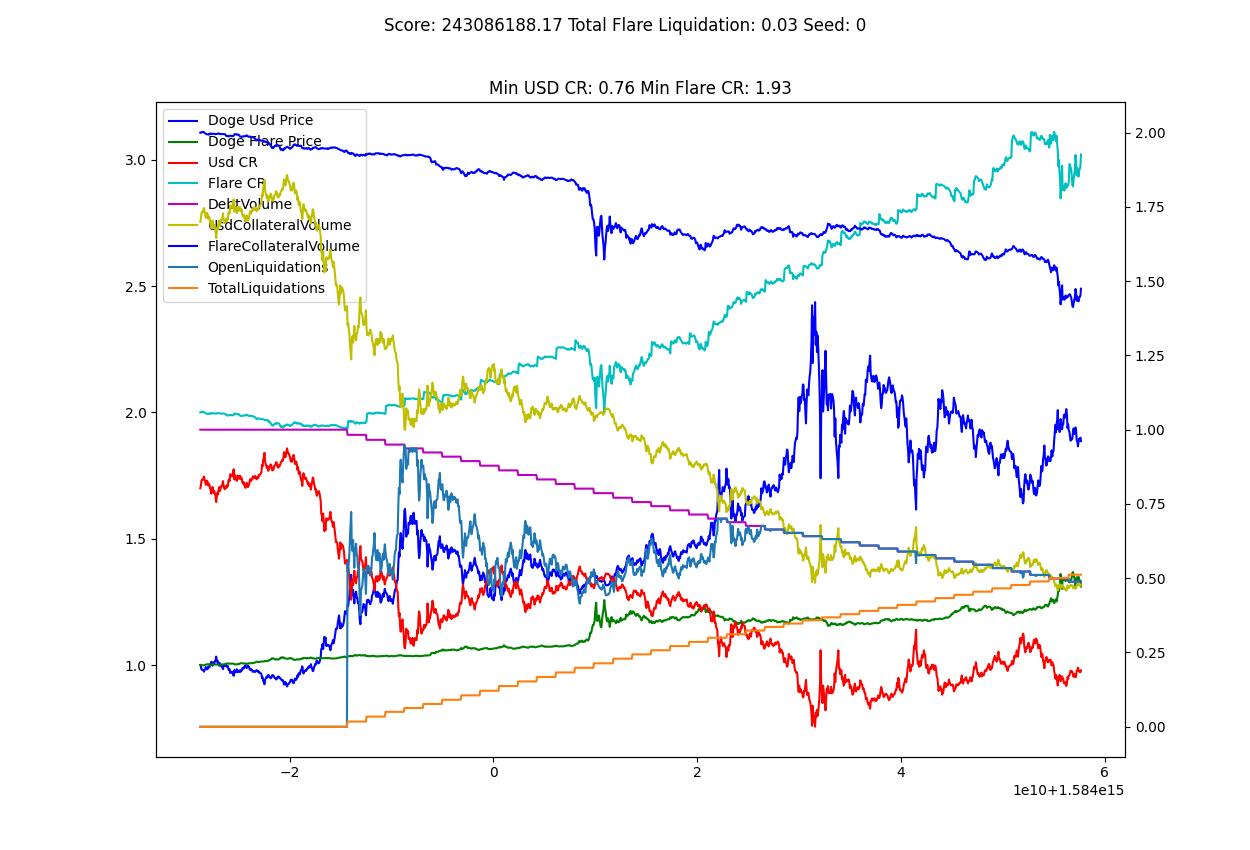 Score: 243086188.17 Total Flare Liquidation: 0.03 Seed: 0
Min USD CR: 0.76 Min Flare CR: 1.93
Doge Usd Price
Doge Flare Price
Usd CR
Flare CR
DebtVolume
UsdCollateralVolume
FlareCollateralVolume
OpenLiquidations
TotalLiquidations
3.0
2.5
2.0
1.5
1.0
2.00
1.75
1.50
1.25
1.00
0.75
0.50
0.25
0.00
−2
0
2
4
6
1e10+1.584e15